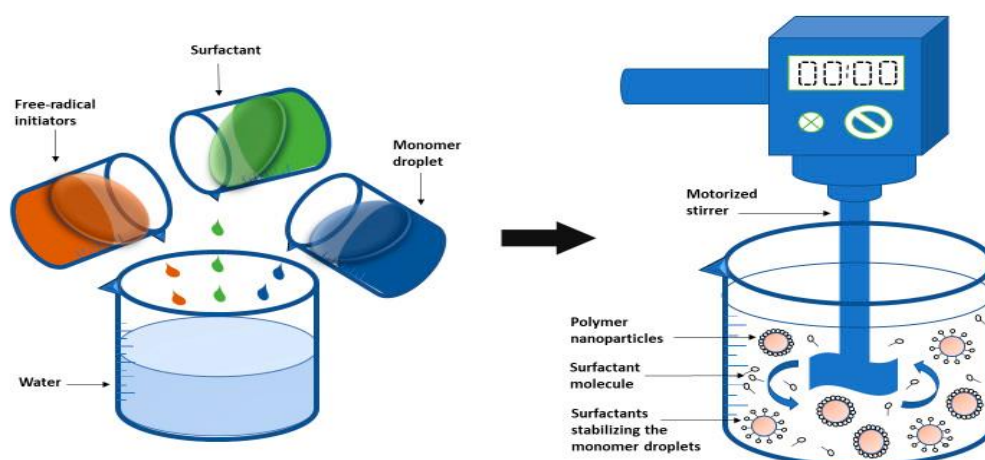 Surfactant
Free-radical
initiators
Monomer
droplet
Water
00:00
Motorized
stirrer
Polymer
nanoparticles
Surfactant
molecule
Surfactants
stabilizing the
monomer droplets